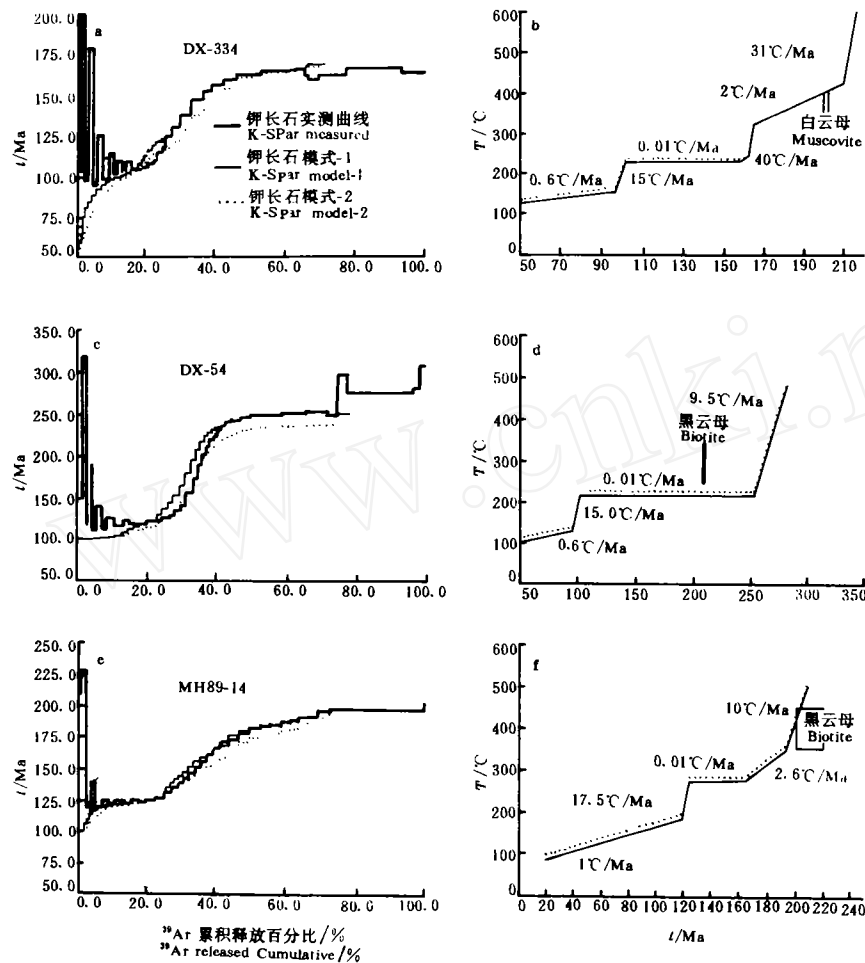 a
DX-334
钾长石实测曲线
K-SPar measured
钾长石模式-1
K-Spar model-1
钾长石模式-2
K-Spar model-2
t/Ma
200.0
175.0
150.0
125.0
100.0
75.0
50.0
0.0 20.0 40.0 60.0 80.0 100.0
b
31℃/Ma
2℃/Ma
白云母
Muscovite
0.01℃/Ma
40℃/Ma
0.6℃/Ma
15℃/Ma
T/℃
600
500
400
300
200
100
0
50 70 90 110 130 150 170 190 210
c
DX-54
t/Ma
350.0
300.0
250.0
200.0
150.0
100.0
50.0
0.0 20.0 40.0 60.0 80.0 100.0
d
9.5℃/Ma
黑云母
Biotite
0.01℃/Ma
15.0℃/Ma
0.6℃/Ma
T/℃
600
500
400
300
200
100
0
50 100 150 200 250 300 350
e
MH89-14
t/Ma
250.0
225.0
200.0
175.0
150.0
125.0
100.0
75.0
50.0
0.0 20.0 40.0 60.0 80.0 100.0
³⁹Ar 累积释放百分比/%
³⁹Ar released Cumulative/%
f
10℃/Ma
黑云母
Biotite
0.01℃/Ma
2.6℃/Ma
17.5℃/Ma
1℃/Ma
T/℃
600
500
400
300
200
100
0
0 20 40 60 80 100 120 140 160 180 200 220 240
t/Ma
www.cnki.n